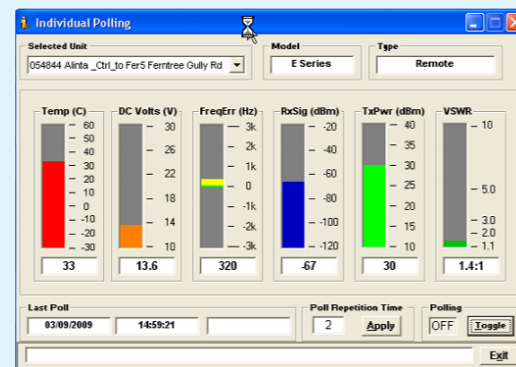 Individual Polling
Selected Unit
Model
Type
054844 Alinta _Ctrl_to Fer5 Ferntree Gully Rd
E Series
Remote
Temp (C)
DC Volts (V)
FreqErr (Hz)
RxSig (dBm)
TxPwr (dBm)
VSWR
60
50
40
30
20
10
0
-10
-20
-30
30
26
22
18
14
10
3k
2k
1k
0
-1k
-2k
-3k
-20
-40
-60
-80
-100
-120
40
35
30
25
20
15
10
10
5.0
3.0
2.0
1.1
33
13.6
320
-67
30
1.4:1
Last Poll
Poll Repetition Time
Polling
03/09/2009
14:59:21
2
Apply
OFF
Toggle
Exit